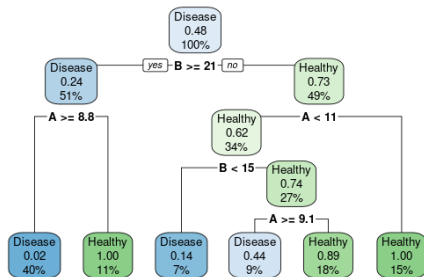 Disease
0.48
100%
yes B >= 21 no
Disease
0.24
51%
Healthy
0.73
49%
A >= 8.8
A < 11
Healthy
0.62
34%
B < 15
Healthy
0.74
27%
A >= 9.1
Disease
0.02
40%
Healthy
1.00
11%
Disease
0.14
7%
Disease
0.44
9%
Healthy
0.89
18%
Healthy
1.00
15%